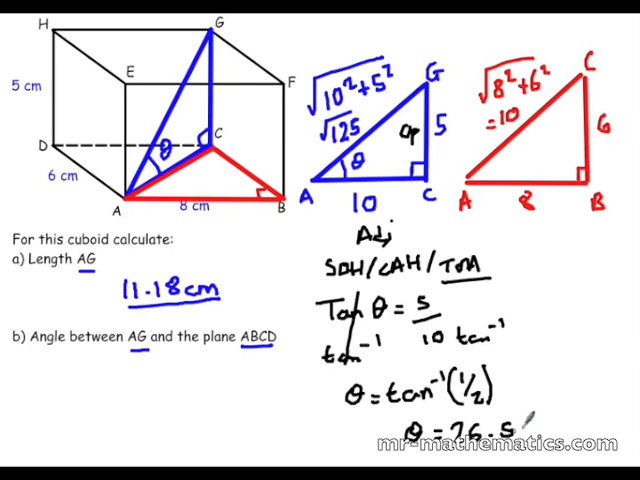 H
G
E
F
5 cm
D
C
θ
6 cm
A
8 cm
B
For this cuboid calculate:
a) Length AG
11.18cm
b) Angle between AG and the plane ABCD
√10²+5²
√125
G
OP
5
θ
A
10
C
Adj
√8²+6²
=10
C
6
A
8
B
SOH/CAH/TOA
Tan θ = 5/10
tan⁻¹ tan⁻¹
θ = tan⁻¹(1/2)
θ = 26.5
mr-mathematics.com